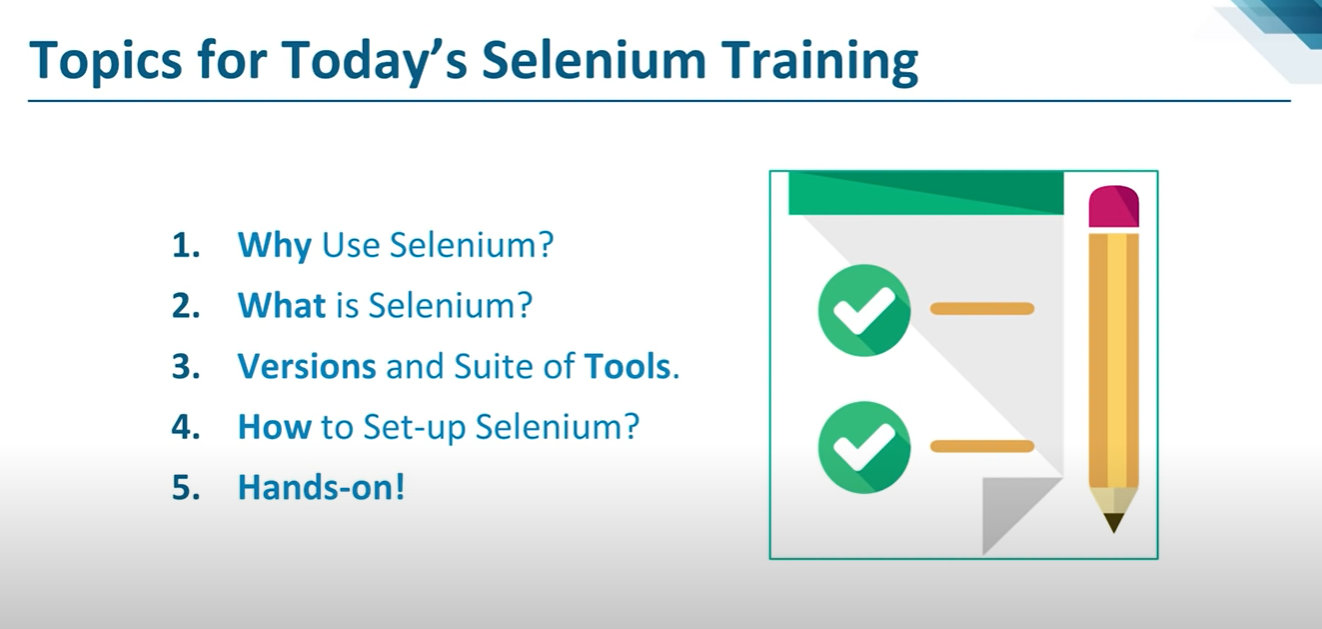 Topics for Today’s Selenium Training
1. Why Use Selenium?
2. What is Selenium?
3. Versions and Suite of Tools.
4. How to Set-up Selenium?
5. Hands-on!